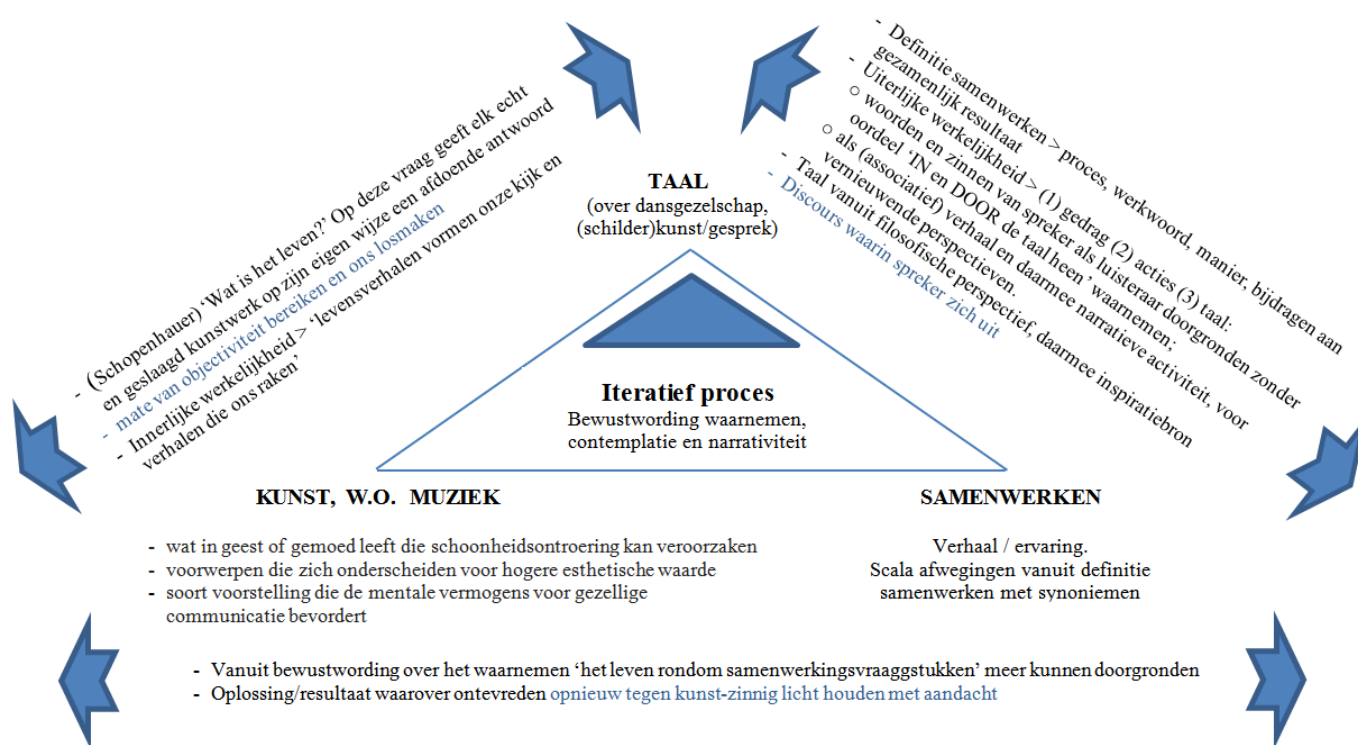 - (Schopenhauer) ‘Wat is het leven?’ Op deze vraag geeft elk echt
en geslaagd kunstwerk op zijn eigen wijze een afdoende antwoord
- mate van objectiviteit bereiken en ons losmaken
- Innerlijke werkelijkheid > ‘levensverhalen vormen onze kijk en
verhalen die ons raken’
- Definitie samenwerken > proces, werkwoord, manier, bijdragen aan
gezamenlijk resultaat
- Uiterlijke werkelijkheid > (1) gedrag (2) acties (3) taal:
○ woorden en zinnen van spreker als luisteraar doorgronden zonder
oordeel ‘IN en DOOR de taal heen’ waarnemen;
○ als (associatief) verhaal en daarmee narratieve activiteit, voor
vernieuwende perspectieven.
- Taal vanuit filosofische perspectief, daarmee inspiratiebron
- Discours waarin spreker zich uit
TAAL
(over dansgezelschap,
(schilder)kunst/gesprek)
Iteratief proces
Bewustwording waarnemen,
contemplatie en narrativiteit
KUNST, W.O. MUZIEK
- wat in geest of gemoed leeft die schoonheidsontroering kan veroorzaken
- voorwerpen die zich onderscheiden voor hogere esthetische waarde
- soort voorstelling die de mentale vermogens voor gezellige
communicatie bevordert
SAMENWERKEN
Verhaal / ervaring.
Scala afwegingen vanuit definitie
samenwerken met synoniemen
- Vanuit bewustwording over het waarnemen ‘het leven rondom samenwerkingsvraaggstukken’ meer kunnen doorgronden
- Oplossing/resultaat waarover ontevreden opnieuw tegen kunst-zinnig licht houden met aandacht